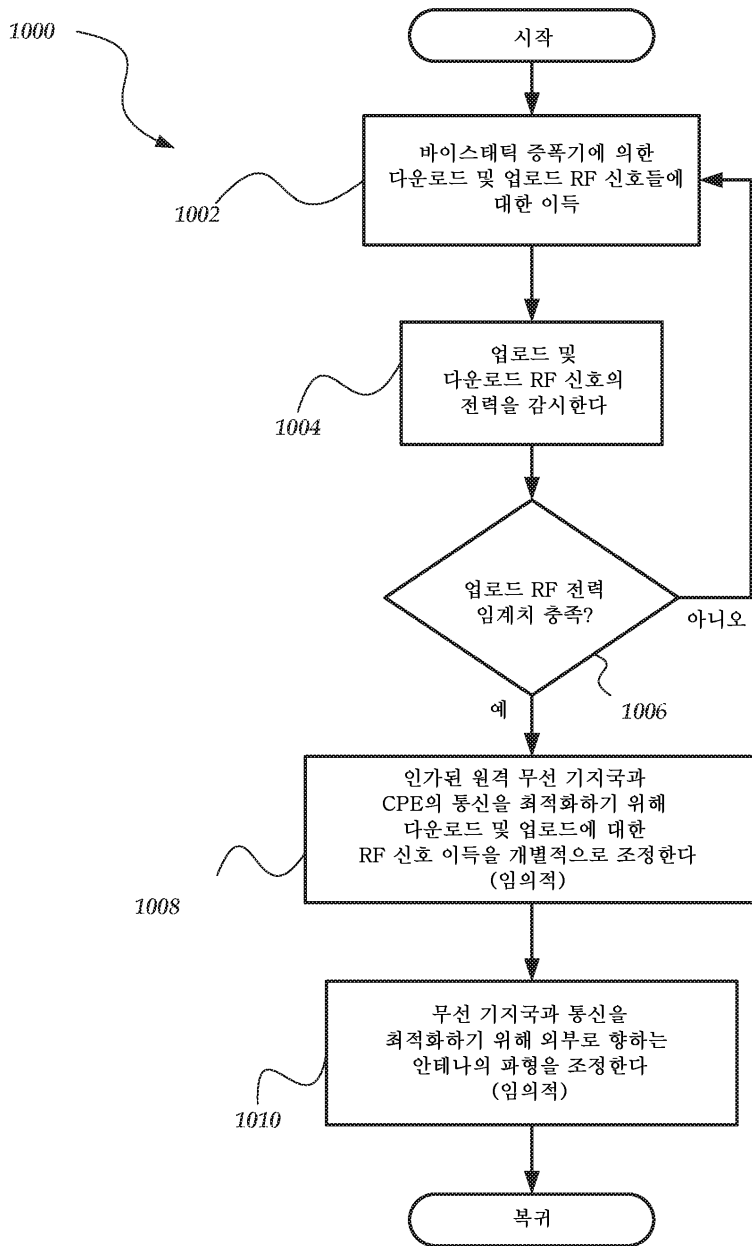 1000
시작
바이스태틱 증폭기에 의한
다운로드 및 업로드 RF 신호들에
대한 이득
1002
업로드 및
다운로드 RF 신호의
전력을 감시한다
1004
업로드 RF 전력
임계치 충족?
아니오
1006
예
인가된 원격 무선 기지국과
CPE의 통신을 최적화하기 위해
다운로드 및 업로드에 대한
RF 신호 이득을 개별적으로 조정한다
(임의적)
1008
무선 기지국과 통신을
최적화하기 위해 외부로 향하는
안테나의 파형을 조정한다
(임의적)
1010
복귀